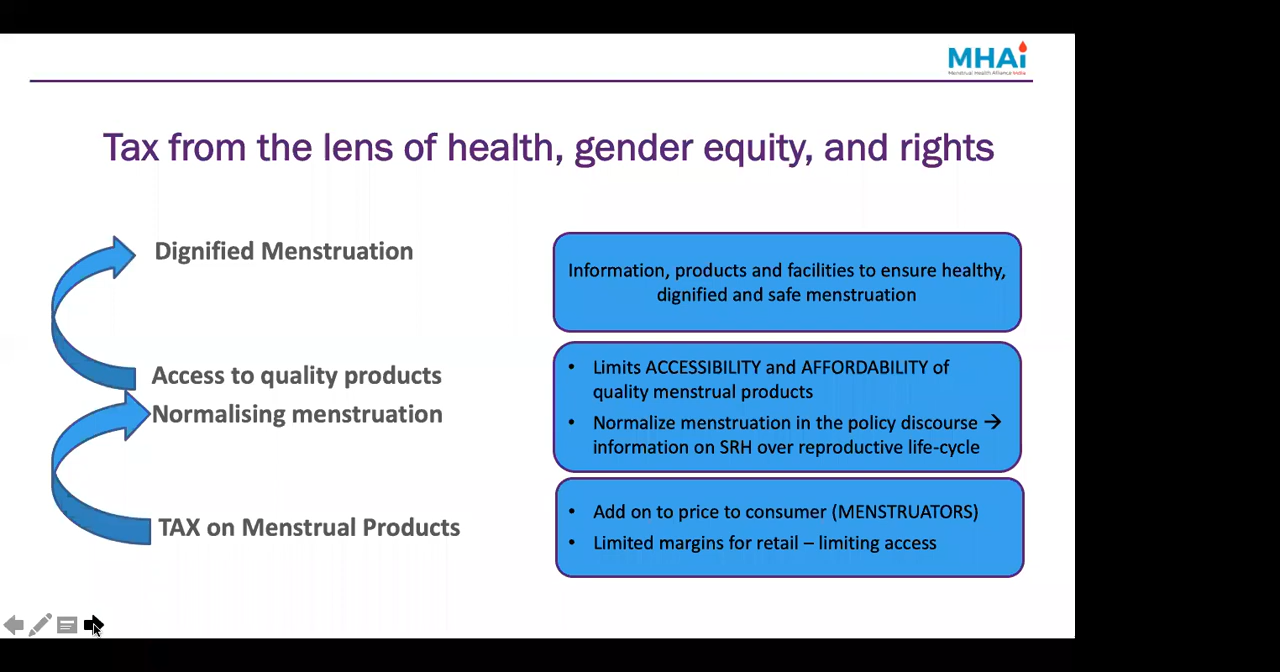 MHAi
Menstrual Health Alliance India
Tax from the lens of health, gender equity, and rights
Dignified Menstruation
Information, products and facilities to ensure healthy,
dignified and safe menstruation
Access to quality products
Normalising menstruation
• Limits ACCESSIBILITY and AFFORDABILITY of
quality menstrual products
• Normalize menstruation in the policy discourse →
information on SRH over reproductive life-cycle
TAX on Menstrual Products
• Add on to price to consumer (MENSTRUATORS)
• Limited margins for retail – limiting access